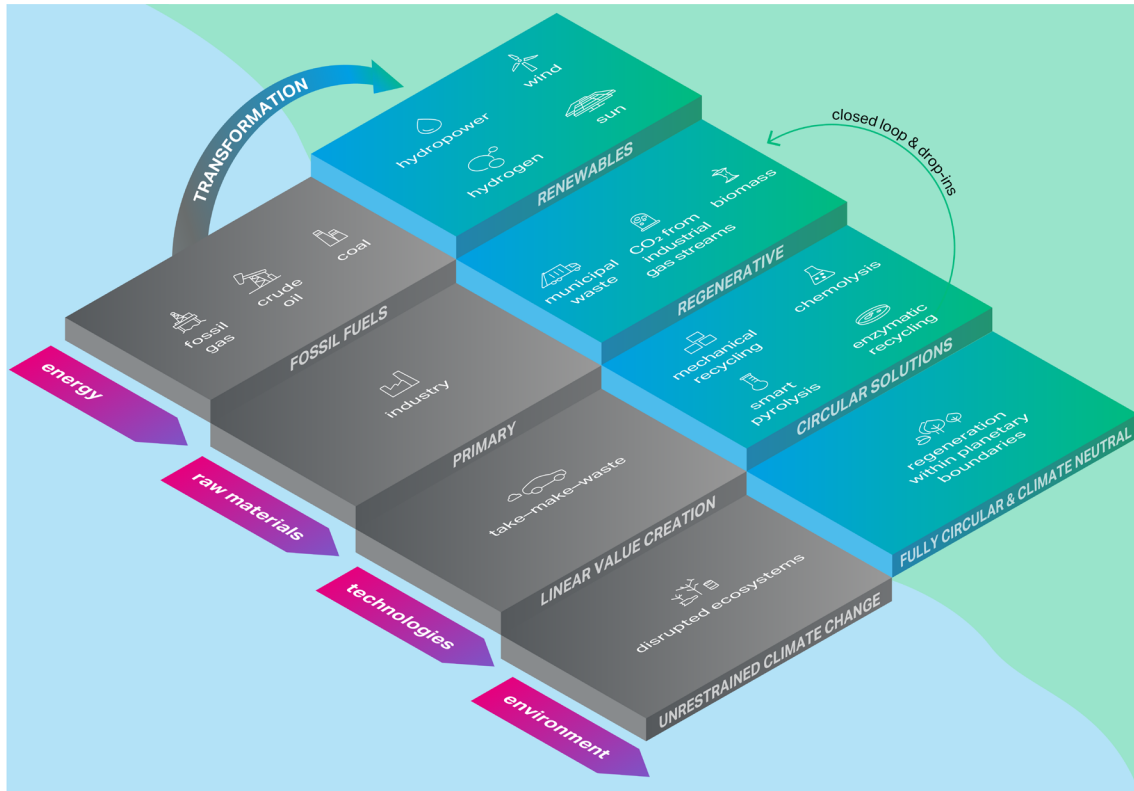 TRANSFORMATION
wind
sun
hydropower
hydrogen
RENEWABLES
closed loop & drop-ins
biomass
CO₂ from
industrial
gas streams
municipal
waste
REGENERATIVE
chemolysis
enzymatic
recycling
mechanical
recycling
smart
pyrolysis
CIRCULAR SOLUTIONS
regeneration
within planetary
boundaries
FULLY CIRCULAR & CLIMATE NEUTRAL
coal
crude
oil
fossil
gas
FOSSIL FUELS
industry
PRIMARY
take–make–waste
LINEAR VALUE CREATION
disrupted ecosystems
UNRESTRAINED CLIMATE CHANGE
energy
raw materials
technologies
environment